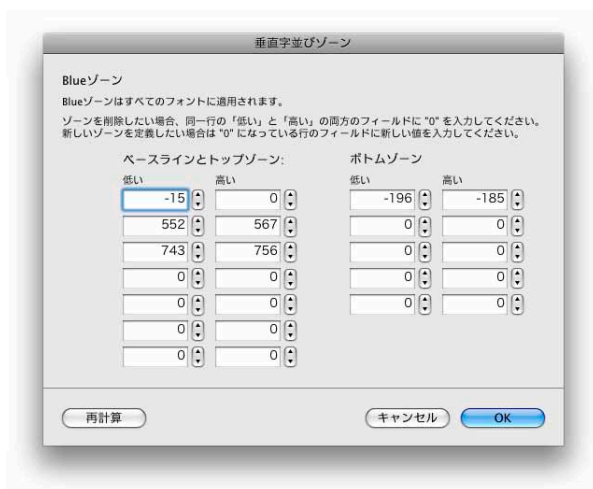 垂直字並びゾーン
Blueゾーン
Blueゾーンはすべてのフォントに適用されます。
ゾーンを削除したい場合、同一行の「低い」と「高い」の両方のフィールドに "0" を入力してください。
新しいゾーンを定義したい場合は "0" になっている行のフィールドに新しい値を入力してください。
ベースラインとトップゾーン: ボトムゾーン
低い 高い 低い 高い
-15 0 -196 -185
552 567 0 0
743 756 0 0
0 0 0 0
0 0 0 0
0 0
0 0
再計算 キャンセル OK